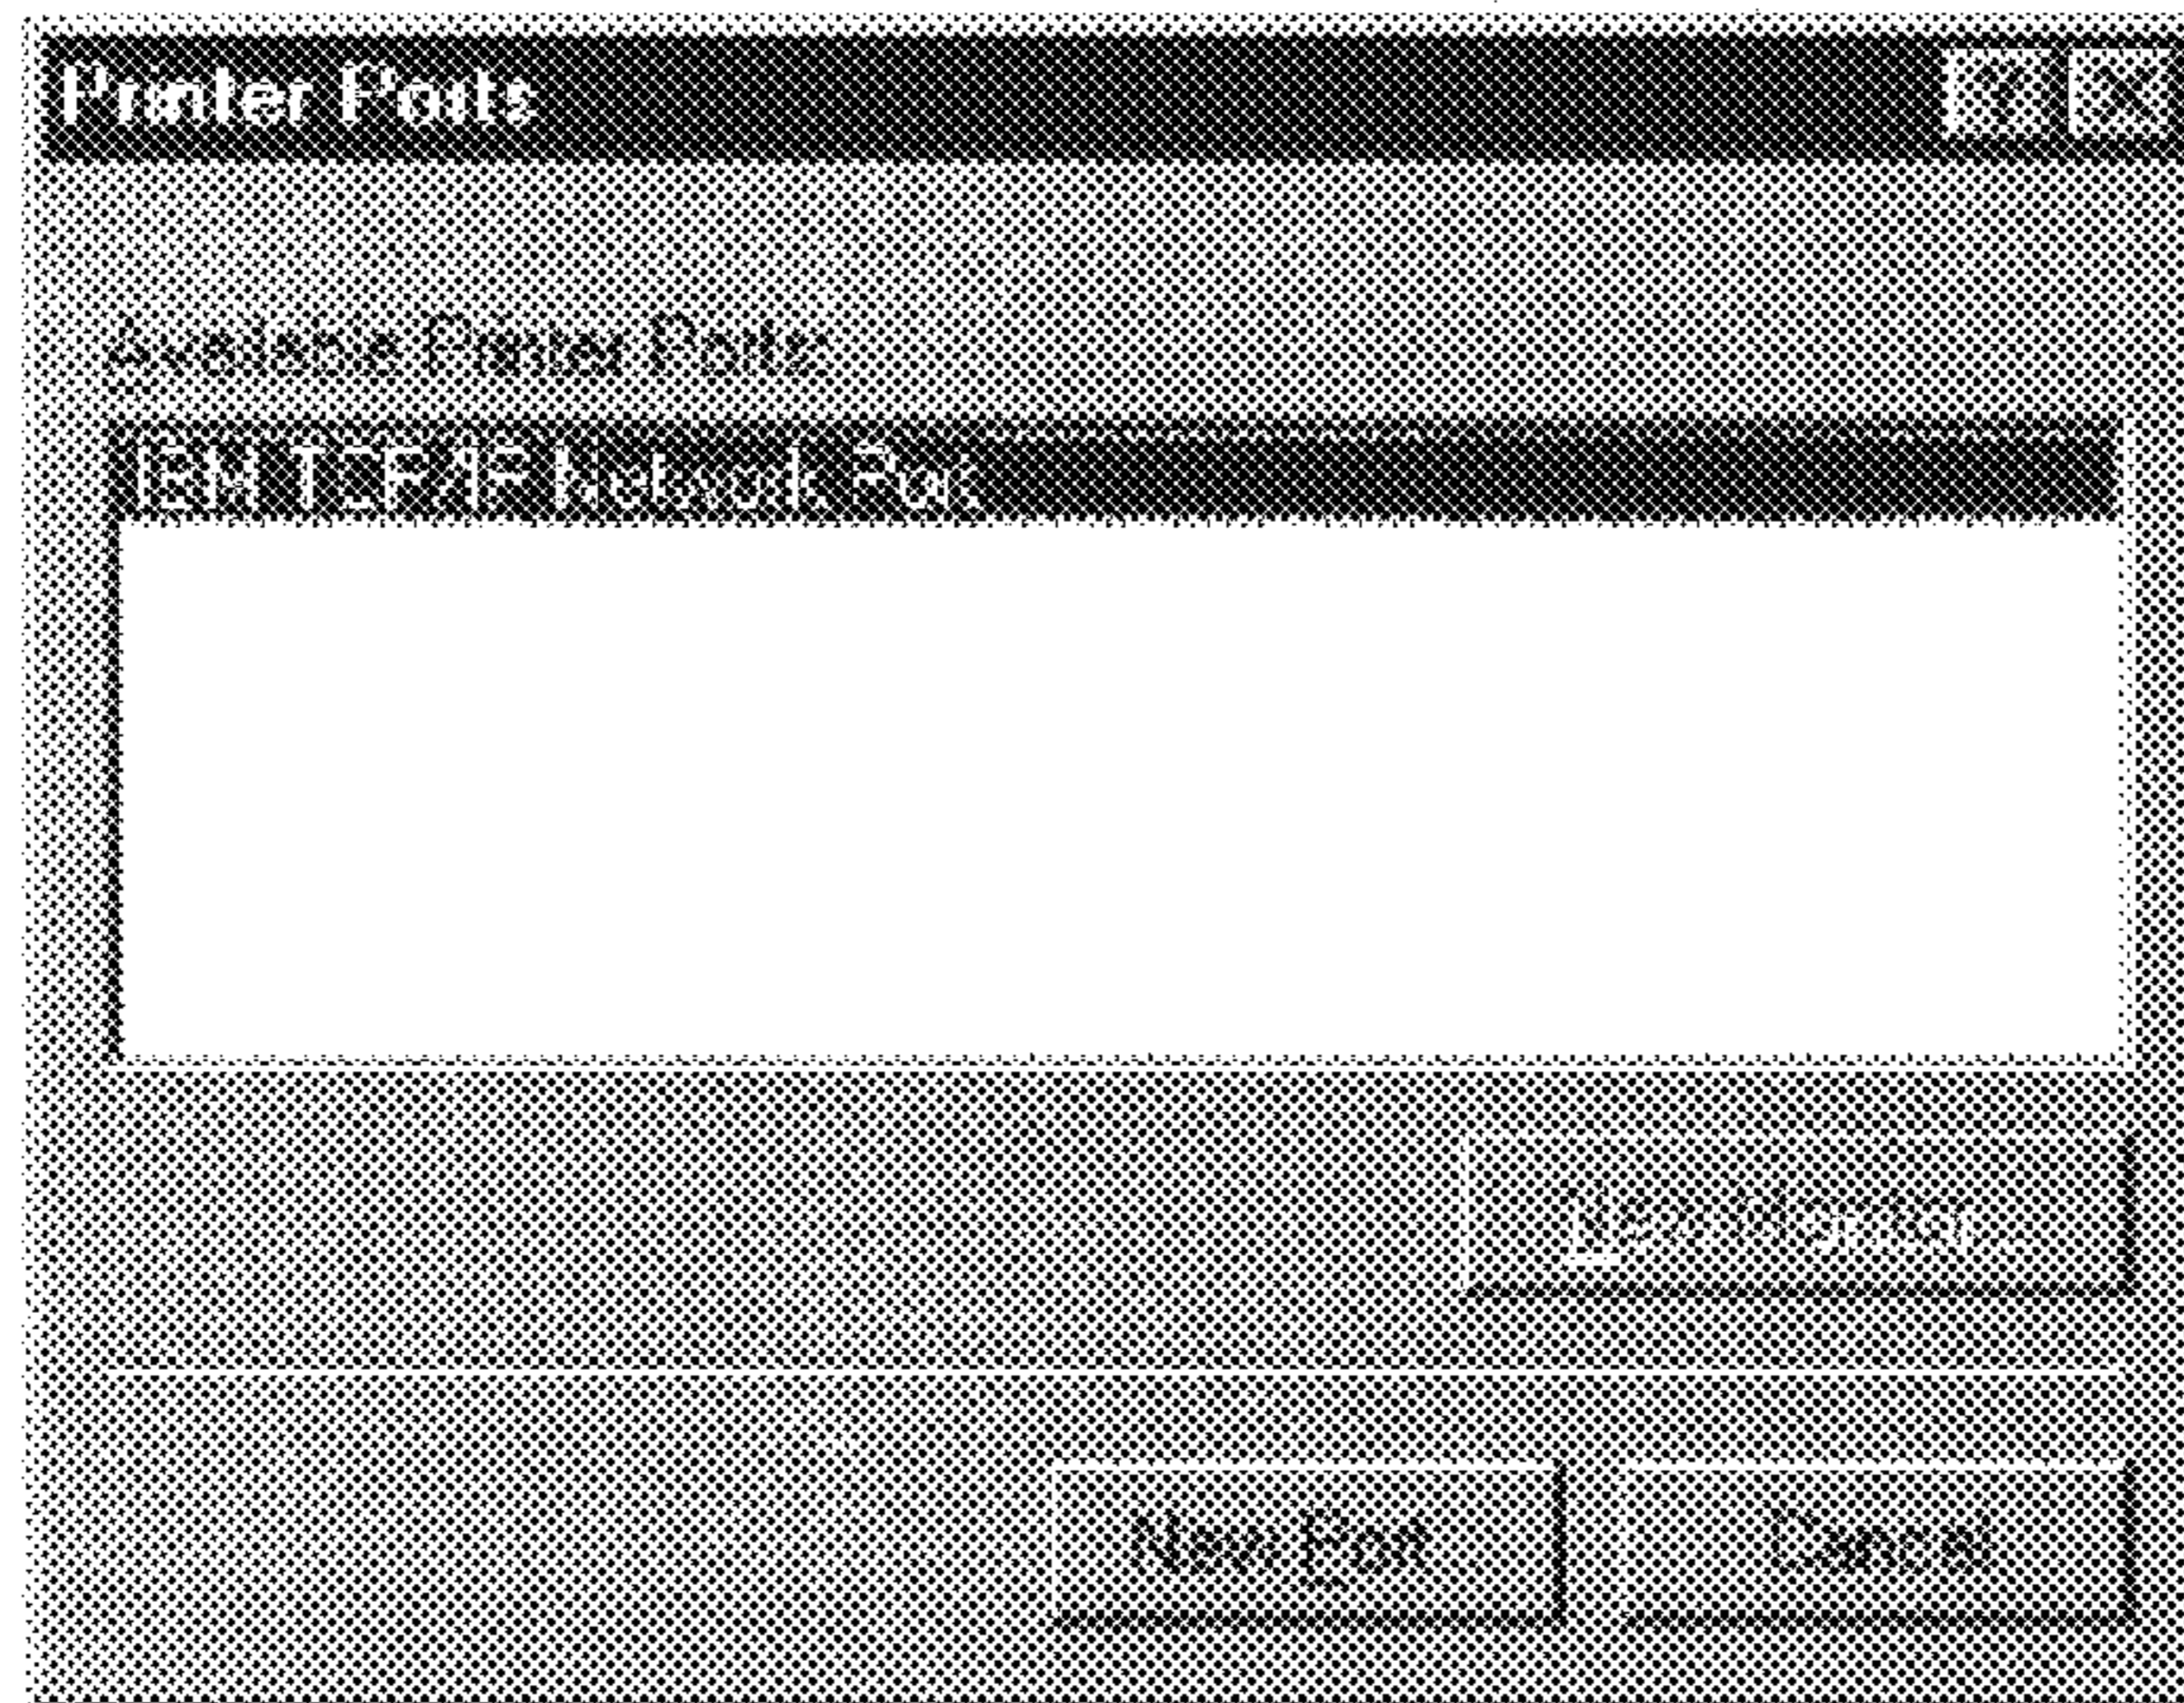 Printer Ports
Available Printer Ports:
IBM TCP/IP Network Port
New Monitor...
New Port
Cancel